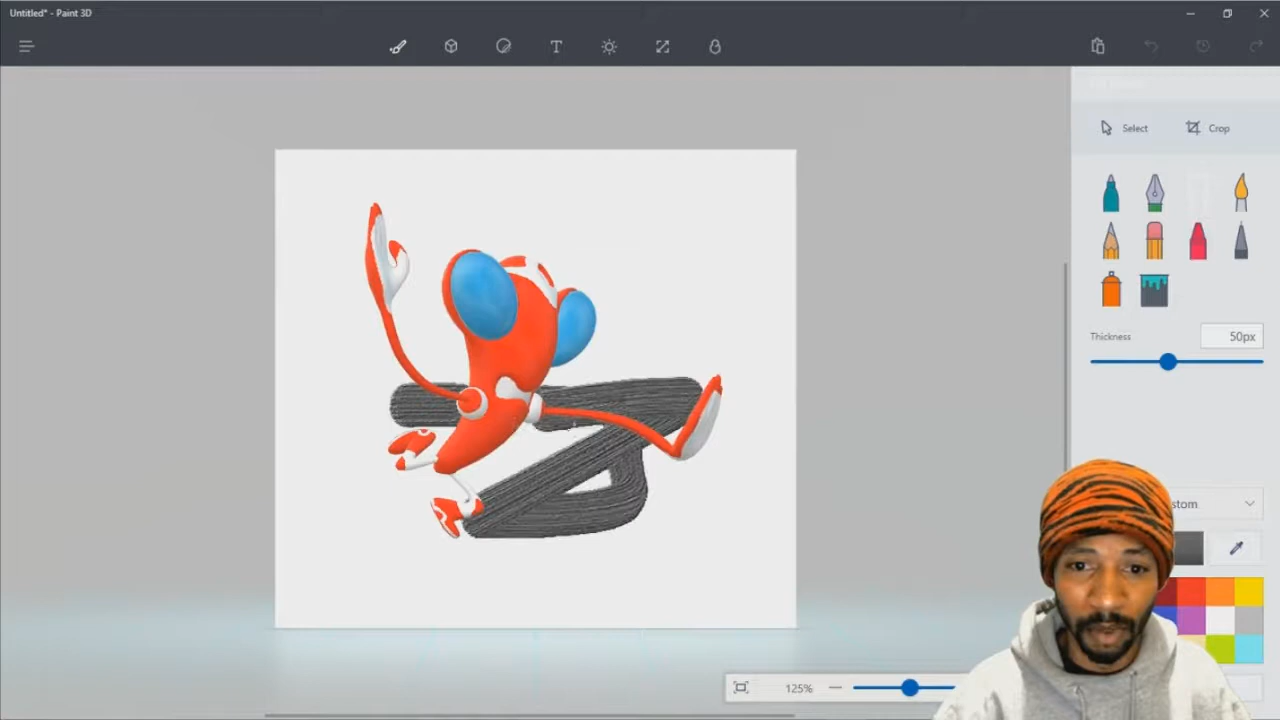 Untitled* - Paint 3D
Select
Crop
Thickness
50px
stom
125%